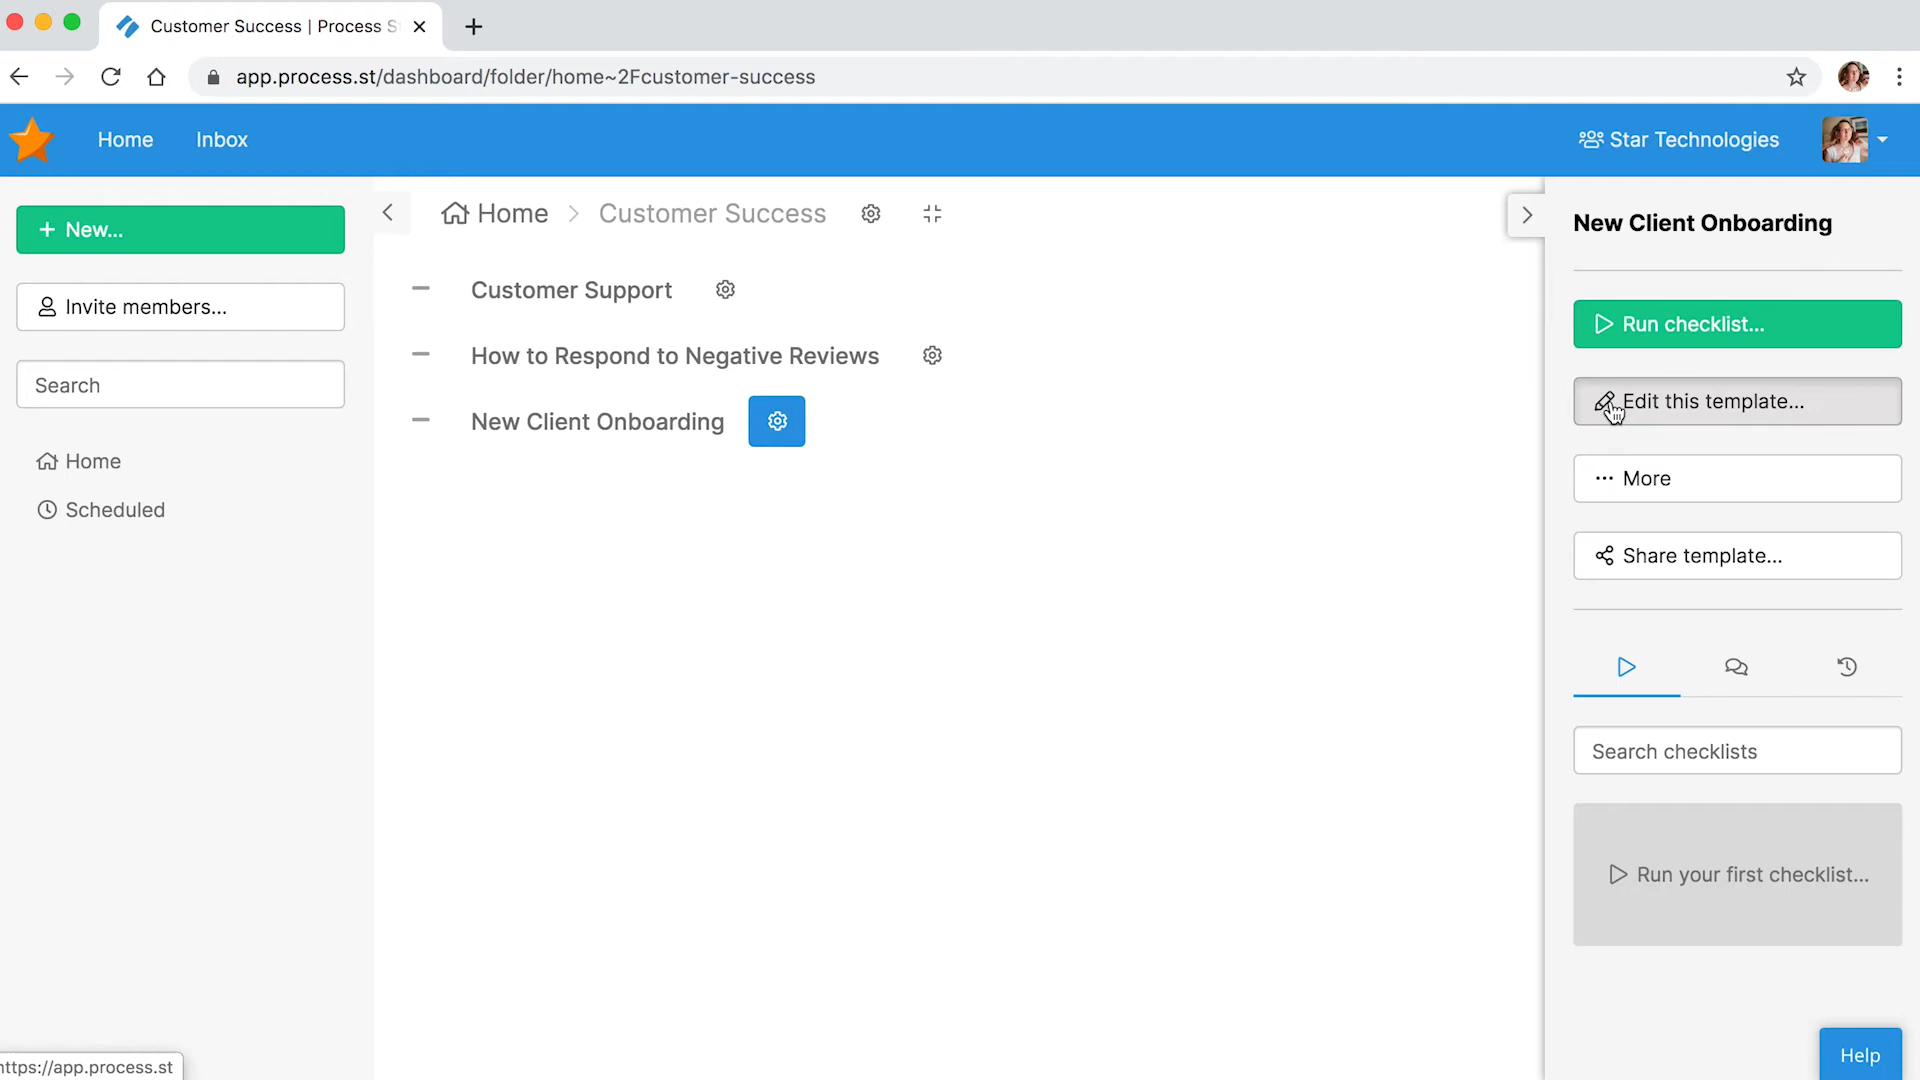 Customer Success | Process S
app.process.st/dashboard/folder/home~2Fcustomer-success
Home
Inbox
Star Technologies
+ New...
Invite members...
Search
Home
Scheduled
Home > Customer Success
Customer Support
How to Respond to Negative Reviews
New Client Onboarding
New Client Onboarding
Run checklist...
Edit this template...
More
Share template...
Search checklists
Run your first checklist...
Help
https://app.process.st